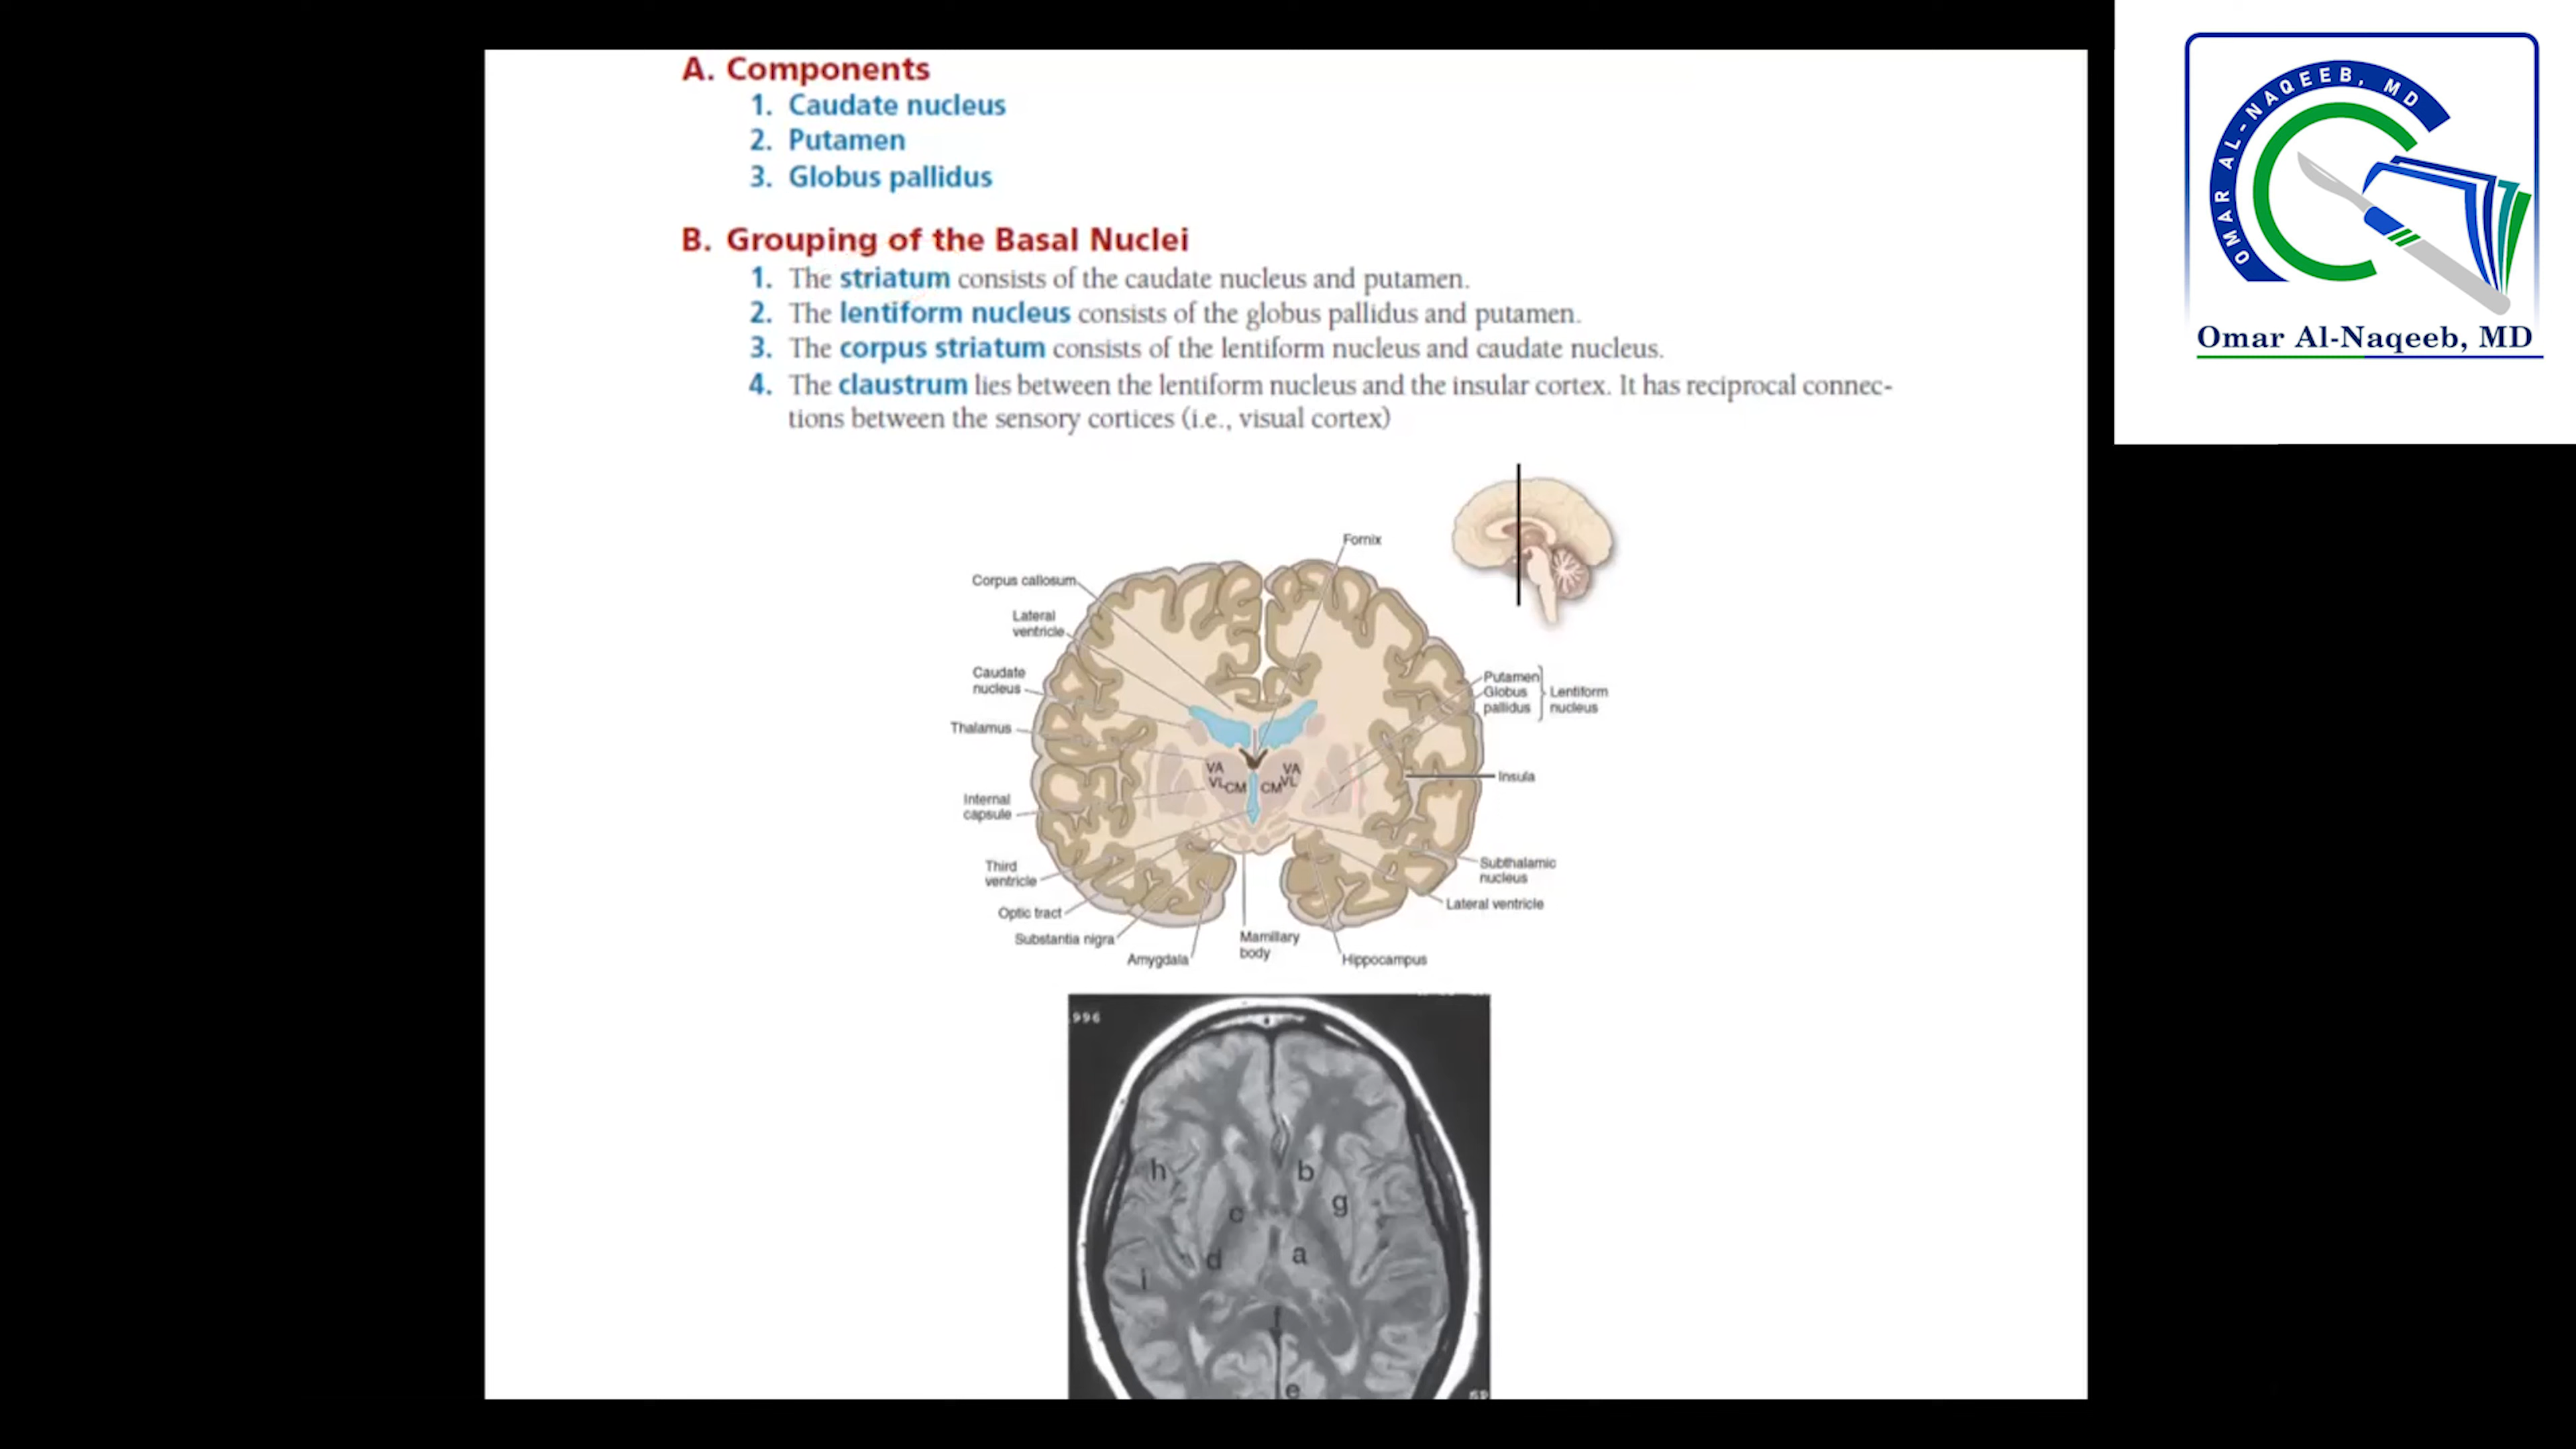 A. Components
1. Caudate nucleus
2. Putamen
3. Globus pallidus
B. Grouping of the Basal Nuclei
1. The striatum consists of the caudate nucleus and putamen.
2. The lentiform nucleus consists of the globus pallidus and putamen.
3. The corpus striatum consists of the lentiform nucleus and caudate nucleus.
4. The claustrum lies between the lentiform nucleus and the insular cortex. It has reciprocal connec-
tions between the sensory cortices (i.e., visual cortex)
OMAR AL-NAQEEB, MD
Omar Al-Naqeeb, MD
Fornix
Corpus callosum
Lateral
ventricle
Caudate
nucleus
Thalamus
Internal
capsule
Third
ventricle
Optic tract
Substantia nigra
Amygdala
Mamillary
body
Hippocampus
Lateral ventricle
Subthalamic
nucleus
Insula
Putamen
Globus
pallidus
Lentiform
nucleus
VA
VL
CM
VA
VL
CM
996
h
b
g
c
d
a
i
f
e